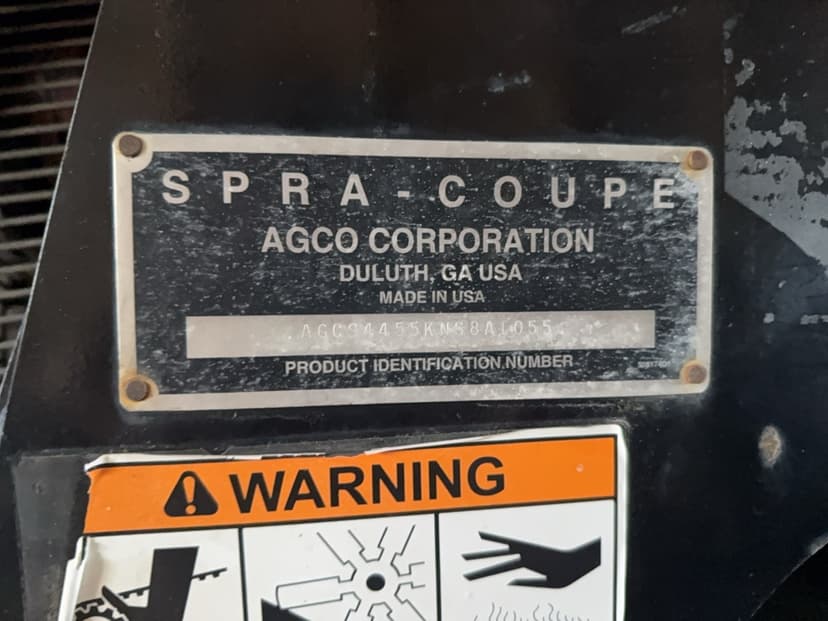 SPRA-COUPE
AGCO CORPORATION
DULUTH, GA USA
MADE IN USA
PRODUCT IDENTIFICATION NUMBER
WARNING